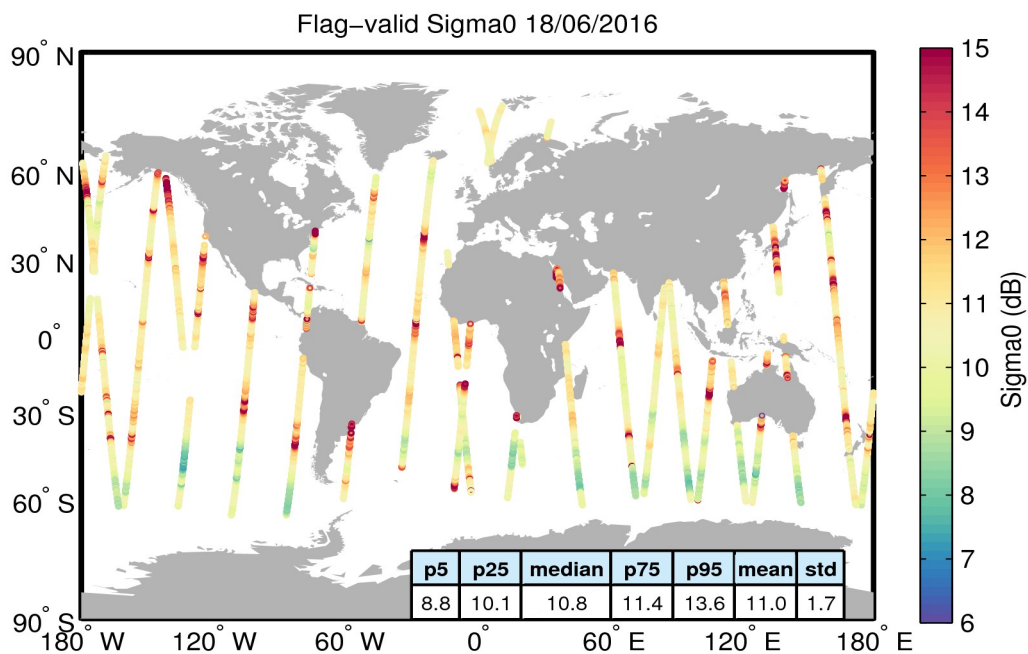 Flag−valid Sigma0 18/06/2016
90° N
60° N
30° N
0°
30° S
60° S
90° S
180° W
120° W
60° W
0°
60° E
120° E
180° E
p5 p25 median p75 p95 mean std
8.8 10.1 10.8 11.4 13.6 11.0 1.7
15
14
13
12
11
10
9
8
7
6
Sigma0 (dB)